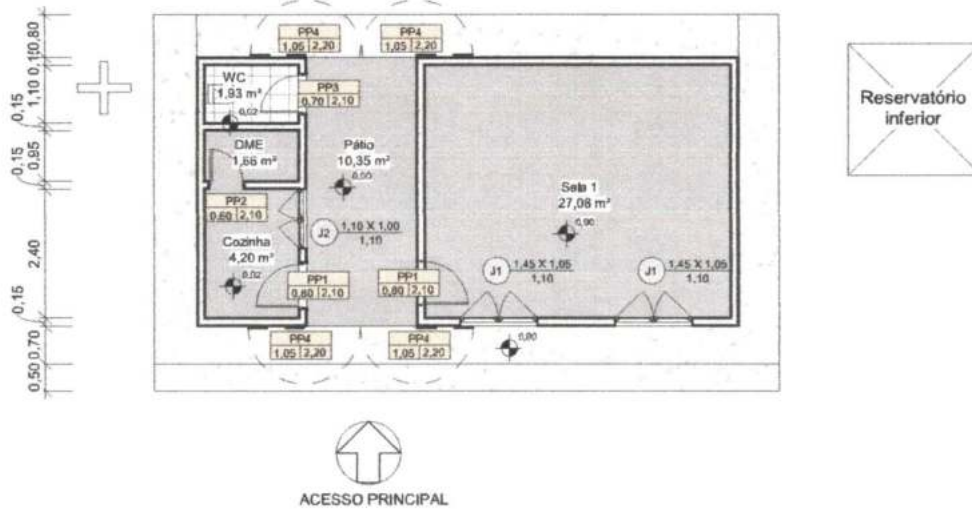 PP4
1,05 2,20
PP4
1,05 2,20
WC
1,93 m²
0,02
PP3
0,70 2,10
DME
1,66 m²
Pátio
10,35 m²
0,00
PP2
0,60 2,10
J2
1,10 X 1,00
1,10
Cozinha
4,20 m²
0,02
PP1
0,80 2,10
PP1
0,80 2,10
Sala 1
27,08 m²
0,00
J1
1,45 X 1,05
1,10
J1
1,45 X 1,05
1,10
PP4
1,05 2,20
PP4
1,05 2,20
0,00
0,80
0,15
1,10
0,15
0,95
0,15
2,40
0,15
0,70
0,50
Reservatório
inferior
ACESSO PRINCIPAL